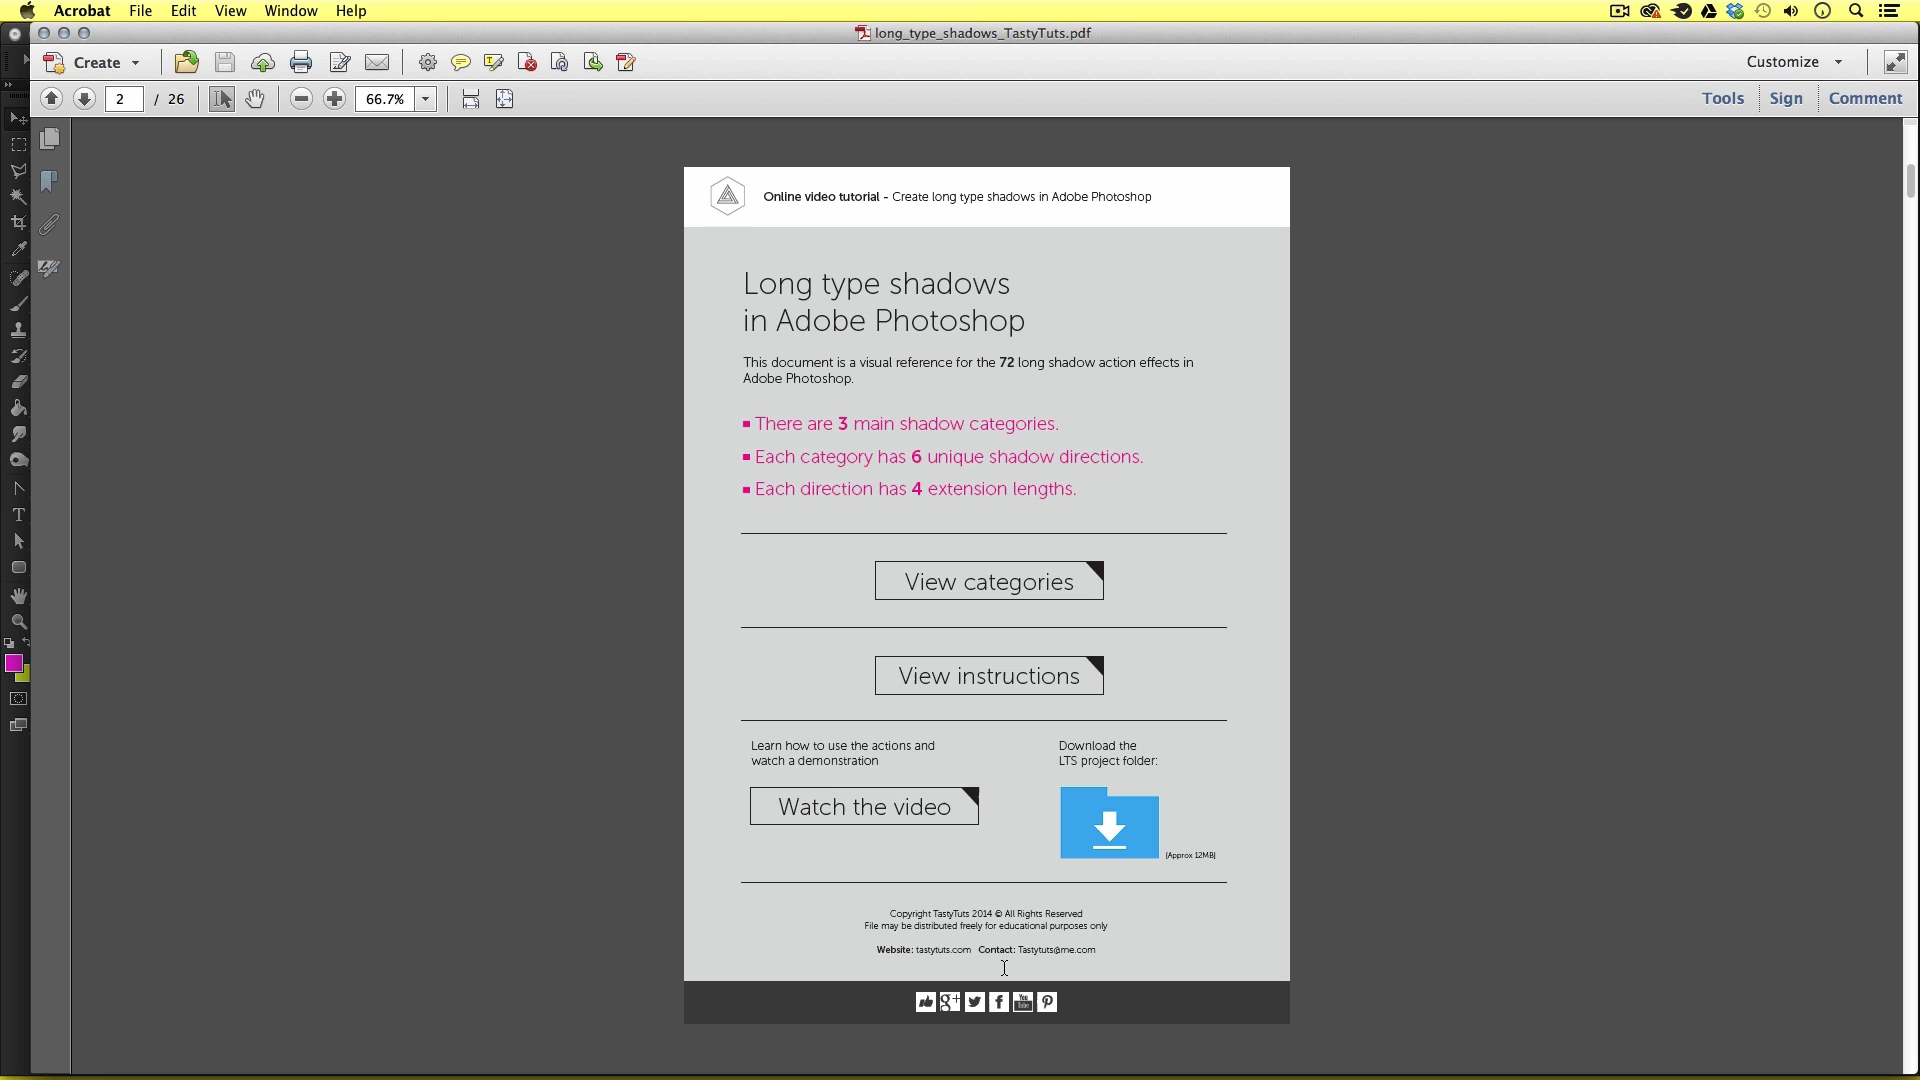 Acrobat File Edit View Window Help
long_type_shadows_TastyTuts.pdf
Create
Customize
2 / 26
66.7%
Tools Sign Comment
Online video tutorial - Create long type shadows in Adobe Photoshop
Long type shadows
in Adobe Photoshop
This document is a visual reference for the 72 long shadow action effects in
Adobe Photoshop.
There are 3 main shadow categories.
Each category has 6 unique shadow directions.
Each direction has 4 extension lengths.
View categories
View instructions
Learn how to use the actions and
watch a demonstration
Download the
LTS project folder:
Watch the video
[Approx 12MB]
Copyright TastyTuts 2014 © All Rights Reserved
File may be distributed freely for educational purposes only
Website: tastytuts.com Contact: Tastytuts@me.com
g+ f You Tube